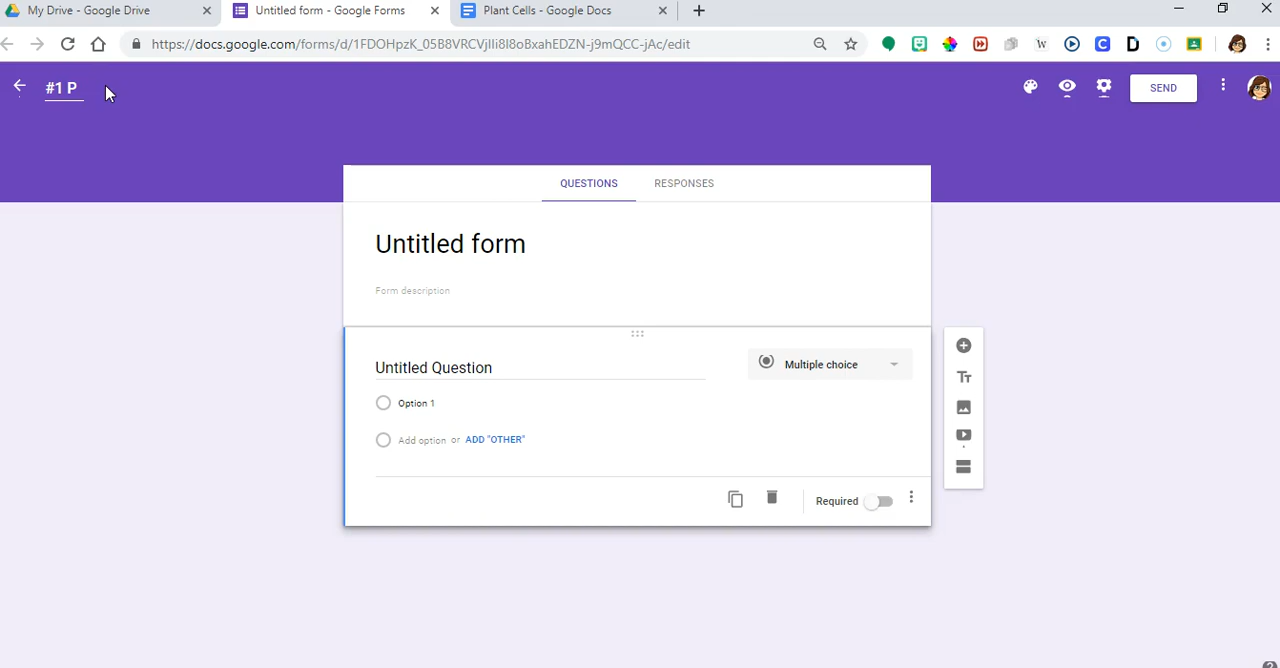 My Drive - Google Drive
Untitled form - Google Forms
Plant Cells - Google Docs
https://docs.google.com/forms/d/1FDOHpzK_05B8VRCVjlIi8I8oBxahEDZN-j9mQCC-jAc/edit
#1 P
SEND
QUESTIONS
RESPONSES
Untitled form
Form description
Untitled Question
Multiple choice
Option 1
Add option or ADD "OTHER"
Required